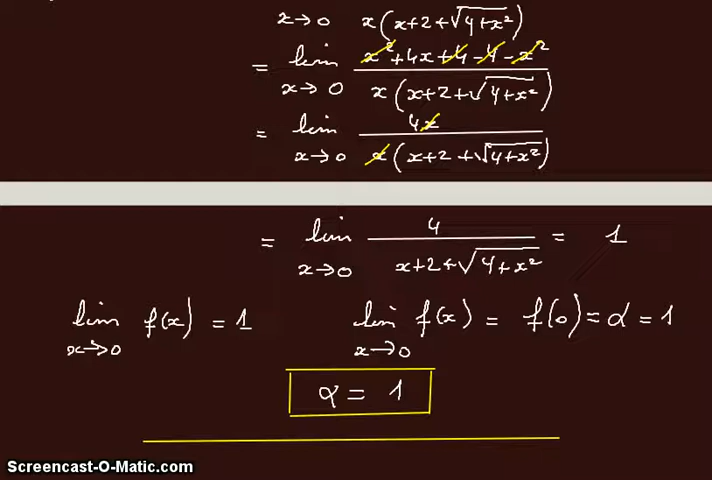 x→0 x(x+2+√(4+x²))
= lim x→0 (x²+4x+4-4-x²)/(x(x+2+√(4+x²)))
= lim x→0 4x/(x(x+2+√(4+x²)))
= lim x→0 4/(x+2+√(4+x²)) = 1
lim x→0 f(x) = 1 lim x→0 f(x) = f(0) = α = 1
α = 1
Screencast-O-Matic.com